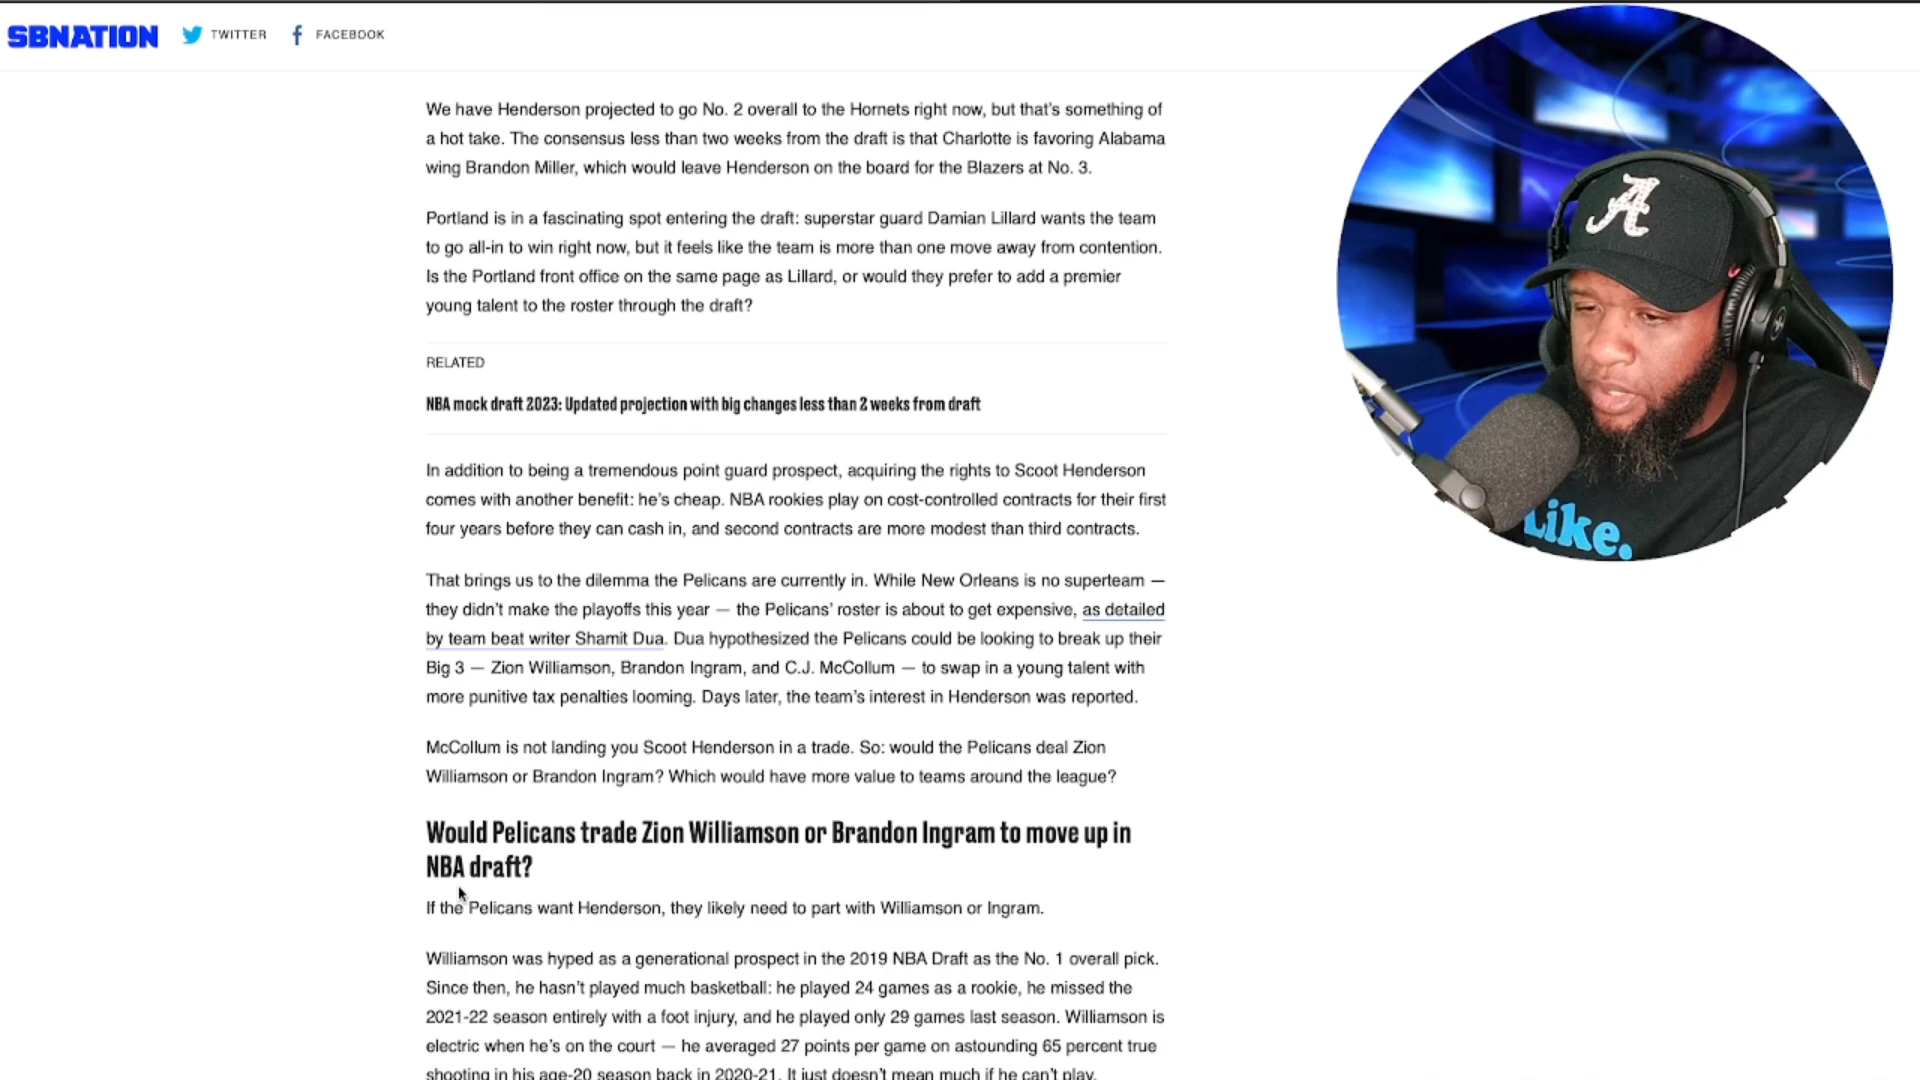 SBNATION TWITTER FACEBOOK
We have Henderson projected to go No. 2 overall to the Hornets right now, but that's something of
a hot take. The consensus less than two weeks from the draft is that Charlotte is favoring Alabama
wing Brandon Miller, which would leave Henderson on the board for the Blazers at No. 3.
Portland is in a fascinating spot entering the draft: superstar guard Damian Lillard wants the team
to go all-in to win right now, but it feels like the team is more than one move away from contention.
Is the Portland front office on the same page as Lillard, or would they prefer to add a premier
young talent to the roster through the draft?
RELATED
NBA mock draft 2023: Updated projection with big changes less than 2 weeks from draft
In addition to being a tremendous point guard prospect, acquiring the rights to Scoot Henderson
comes with another benefit: he's cheap. NBA rookies play on cost-controlled contracts for their first
four years before they can cash in, and second contracts are more modest than third contracts.
That brings us to the dilemma the Pelicans are currently in. While New Orleans is no superteam —
they didn't make the playoffs this year — the Pelicans' roster is about to get expensive, as detailed
by team beat writer Shamit Dua. Dua hypothesized the Pelicans could be looking to break up their
Big 3 — Zion Williamson, Brandon Ingram, and C.J. McCollum — to swap in a young talent with
more punitive tax penalties looming. Days later, the team's interest in Henderson was reported.
McCollum is not landing you Scoot Henderson in a trade. So: would the Pelicans deal Zion
Williamson or Brandon Ingram? Which would have more value to teams around the league?
Would Pelicans trade Zion Williamson or Brandon Ingram to move up in
NBA draft?
If the Pelicans want Henderson, they likely need to part with Williamson or Ingram.
Williamson was hyped as a generational prospect in the 2019 NBA Draft as the No. 1 overall pick.
Since then, he hasn't played much basketball: he played 24 games as a rookie, he missed the
2021-22 season entirely with a foot injury, and he played only 29 games last season. Williamson is
electric when he's on the court — he averaged 27 points per game on astounding 65 percent true
shooting in his age-20 season back in 2020-21. It just doesn't mean much if he can't play.
A
Like.